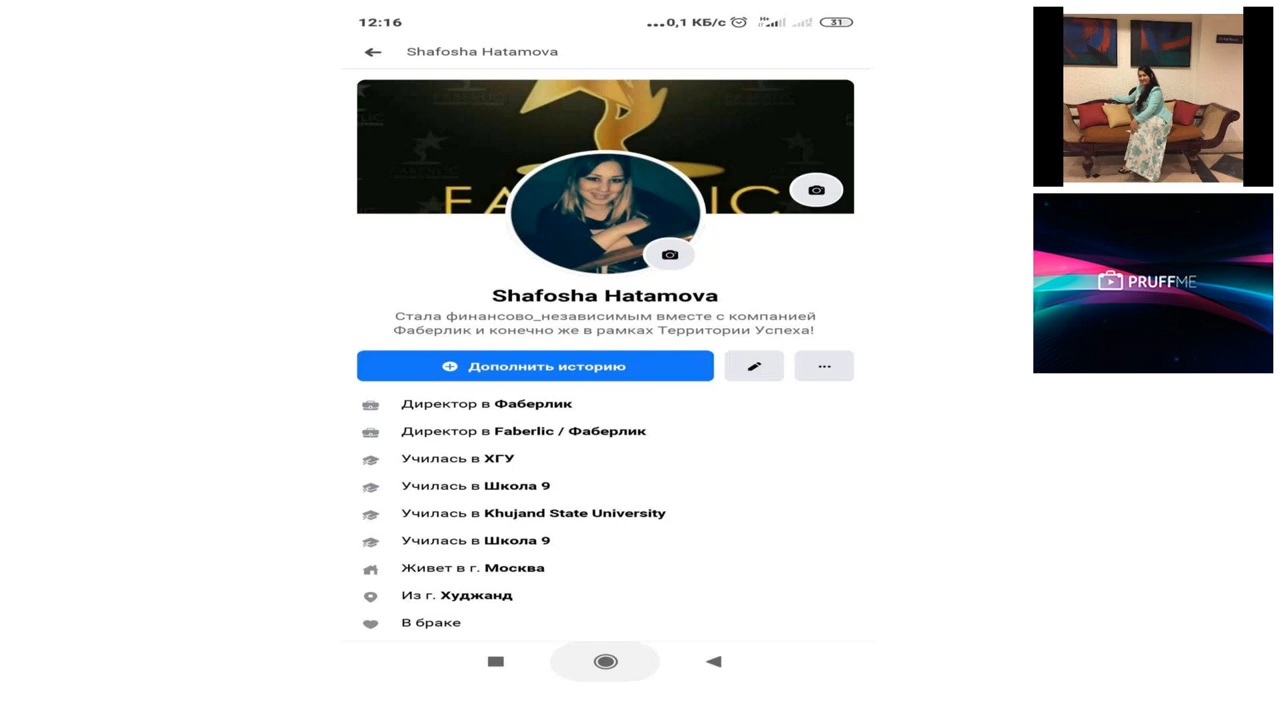 12:16
...0,1 КБ/с
31
Shafosha Hatamova
FABERLIC
Shafosha Hatamova
Стала финансово_независимым вместе с компанией
Фаберлик и конечно же в рамках Территории Успеха!
Дополнить историю
Директор в Фаберлик
Директор в Faberlic / Фаберлик
Училась в ХГУ
Училась в Школа 9
Училась в Khujand State University
Училась в Школа 9
Живет в г. Москва
Из г. Худжанд
В браке
PRUFFME